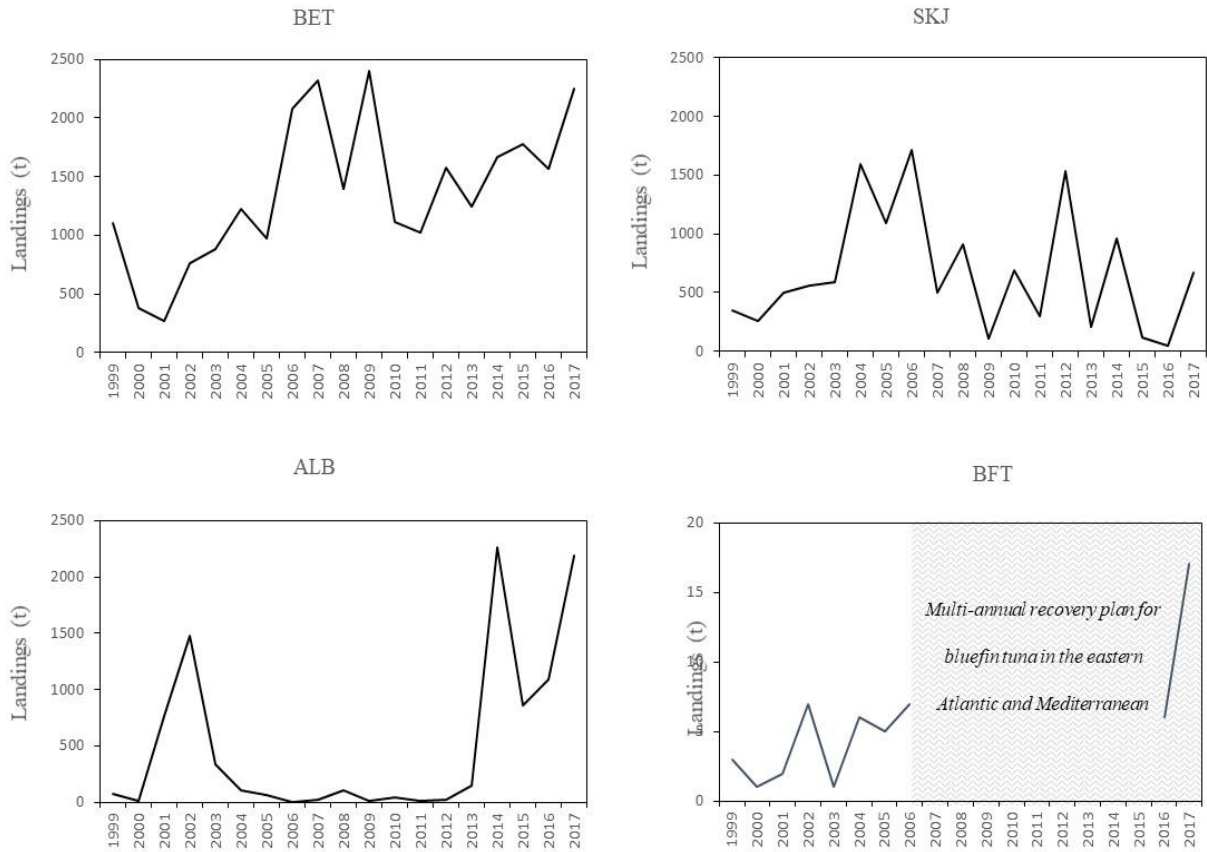 BET
2500
2000
1500
1000
500
0
Landings (t)
1999 2000 2001 2002 2003 2004 2005 2006 2007 2008 2009 2010 2011 2012 2013 2014 2015 2016 2017
SKJ
2500
2000
1500
1000
500
0
Landings (t)
1999 2000 2001 2002 2003 2004 2005 2006 2007 2008 2009 2010 2011 2012 2013 2014 2015 2016 2017
ALB
2500
2000
1500
1000
500
0
Landings (t)
1999 2000 2001 2002 2003 2004 2005 2006 2007 2008 2009 2010 2011 2012 2013 2014 2015 2016 2017
BFT
20
15
10
5
0
Landings (t)
Multi-annual recovery plan for
bluefin tuna in the eastern
Atlantic and Mediterranean
1999 2000 2001 2002 2003 2004 2005 2006 2007 2008 2009 2010 2011 2012 2013 2014 2015 2016 2017